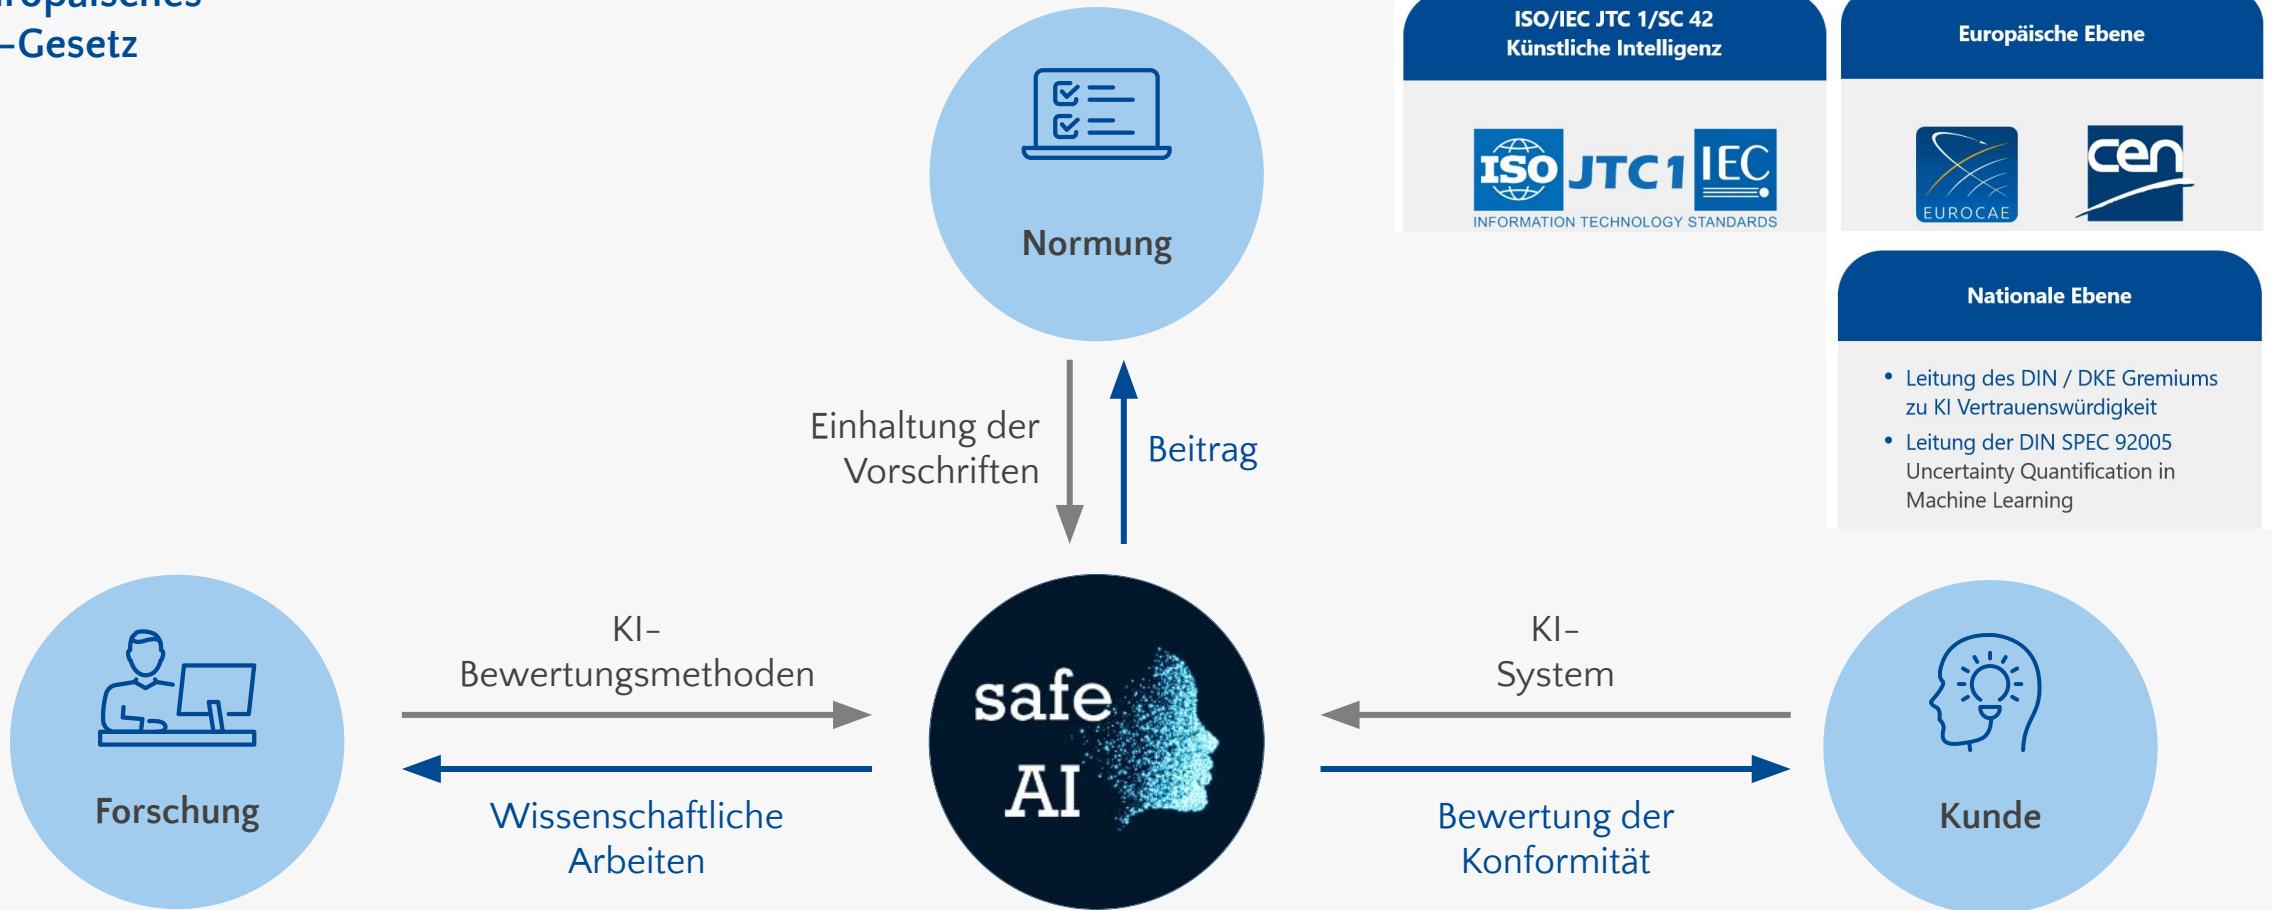 -Gesetz
ISO/IEC JTC 1/SC 42
Künstliche Intelligenz
ISO JTC1 IEC
INFORMATION TECHNOLOGY STANDARDS
Europäische Ebene
EUROCAE
cen
Nationale Ebene
• Leitung des DIN / DKE Gremiums
zu KI Vertrauenswürdigkeit
• Leitung der DIN SPEC 92005
Uncertainty Quantification in
Machine Learning
Normung
Einhaltung der
Vorschriften
Beitrag
Forschung
KI-
Bewertungsmethoden
Wissenschaftliche
Arbeiten
safe
AI
KI-
System
Bewertung der
Konformität
Kunde